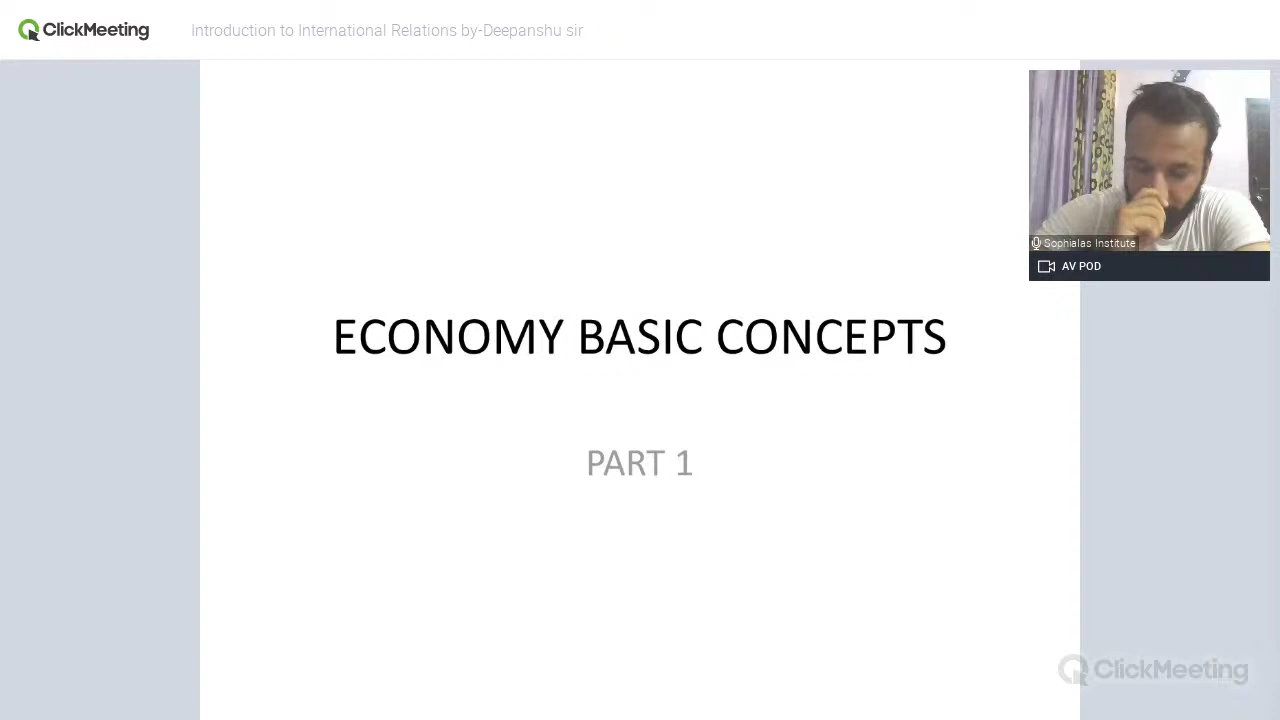 ClickMeeting
Introduction to International Relations by-Deepanshu sir
Sophialas Institute
AV POD
ECONOMY BASIC CONCEPTS
PART 1
ClickMeeting